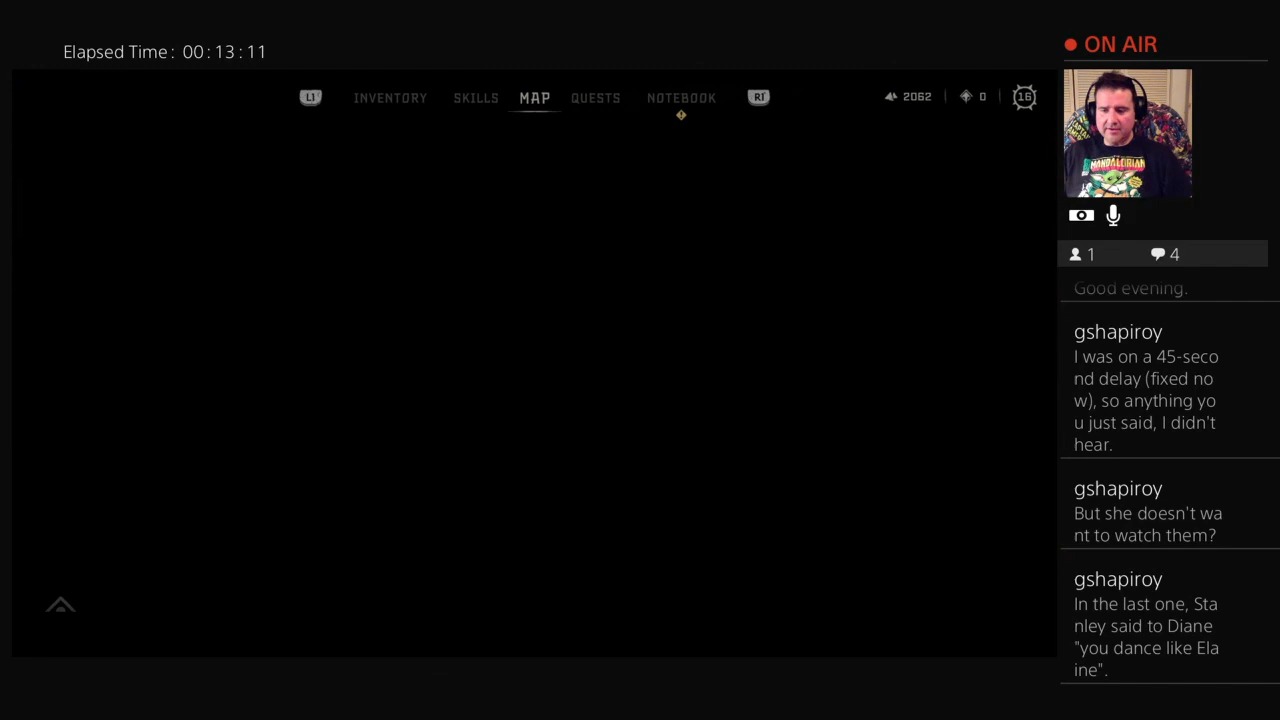 Elapsed Time: 00:13:11
ON AIR
L1 INVENTORY SKILLS MAP QUESTS NOTEBOOK R1 2062 0 16
MANDALORIAN
1 4
Good evening.
gshapiroy
I was on a 45-seco
nd delay (fixed no
w), so anything yo
u just said, I didn't
hear.
gshapiroy
But she doesn't wa
nt to watch them?
gshapiroy
In the last one, Sta
nley said to Diane
"you dance like Ela
ine".